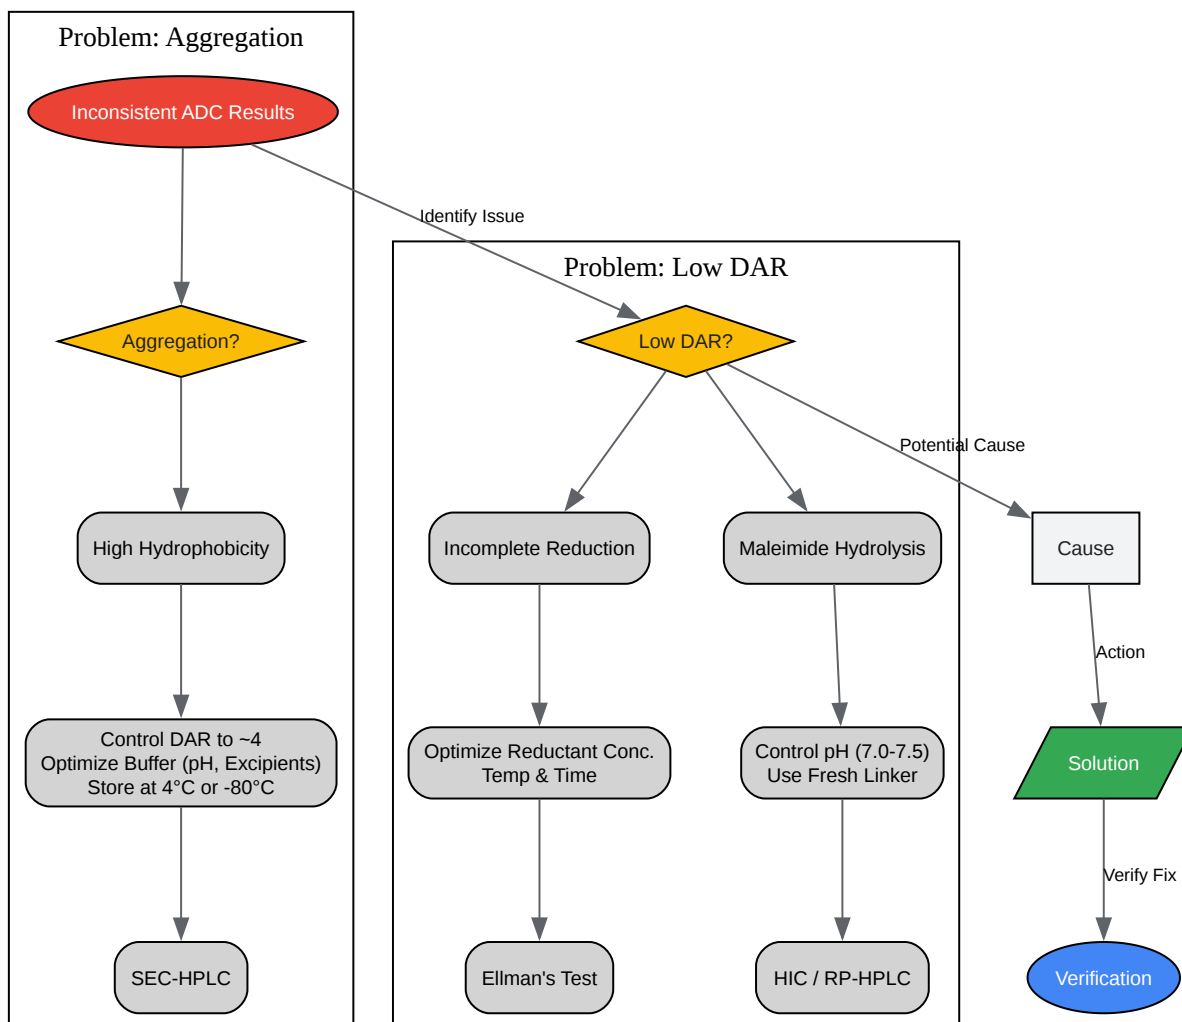 Problem: Aggregation
Inconsistent ADC Results
Identify Issue
Problem: Low DAR
Aggregation?
Low DAR?
Potential Cause
High Hydrophobicity
Incomplete Reduction
Maleimide Hydrolysis
Cause
Action
Control DAR to ~4
Optimize Buffer (pH, Excipients)
Store at 4°C or -80°C
Optimize Reductant Conc.
Temp & Time
Control pH (7.0-7.5)
Use Fresh Linker
Solution
Verify Fix
SEC-HPLC
Ellman's Test
HIC / RP-HPLC
Verification